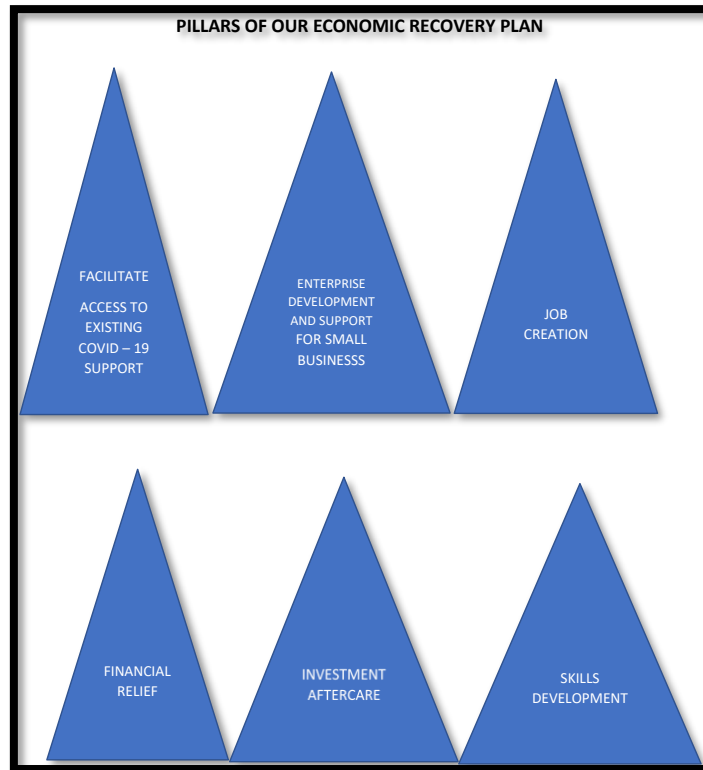 PILLARS OF OUR ECONOMIC RECOVERY PLAN
FACILITATE
ACCESS TO
EXISTING
COVID – 19
SUPPORT
ENTERPRISE
DEVELOPMENT
AND SUPPORT
FOR SMALL
BUSINESSS
JOB
CREATION
FINANCIAL
RELIEF
INVESTMENT
AFTERCARE
SKILLS
DEVELOPMENT